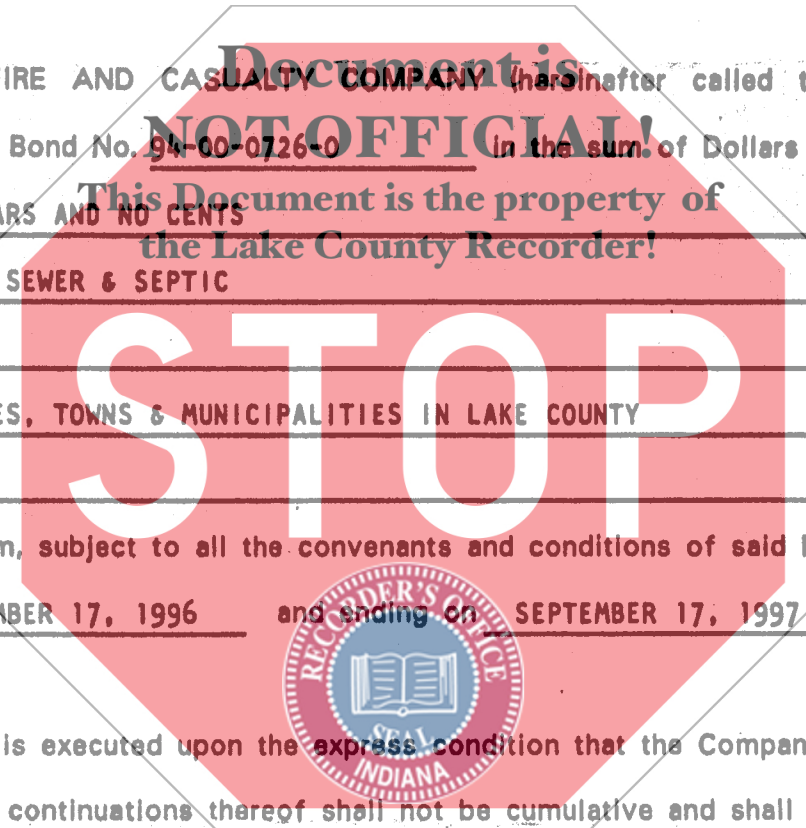 Document is
FIRE AND CASUALTY COMPANY (hereinafter called
Bond No. 94-00-0726-0 in the sum of Dollars
NOT OFFICIAL!
This Document is the property of
ARS AND NO CENTS
the Lake County Recorder!
SEWER & SEPTIC
STOP
ES, TOWNS & MUNICIPALITIES IN LAKE COUNTY
m, subject to all the convenants and conditions of said
MBER 17, 1996 and ending on SEPTEMBER 17, 1997
RECORDER'S OFFICE
SEAL
INDIANA
is executed upon the express condition that the Compan
continuations thereof shall not be cumulative and shall